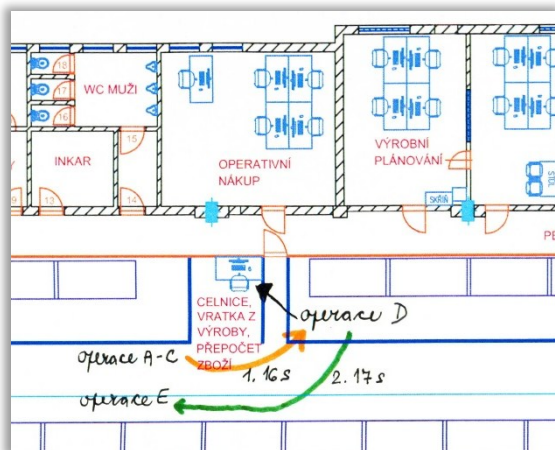 18
17
16
WC MUŽI
15
INKAR
13
14
9
OPERATIVNÍ
NÁKUP
VÝROBNÍ
PLÁNOVÁNÍ
SKŘÍŇ
STŮL
PE
CELNICE,
VRATKA Z
VÝROBY,
PŘEPOČET
ZBOŽÍ
operace D
operace A-C
1. 16 s
2. 17 s
operace E